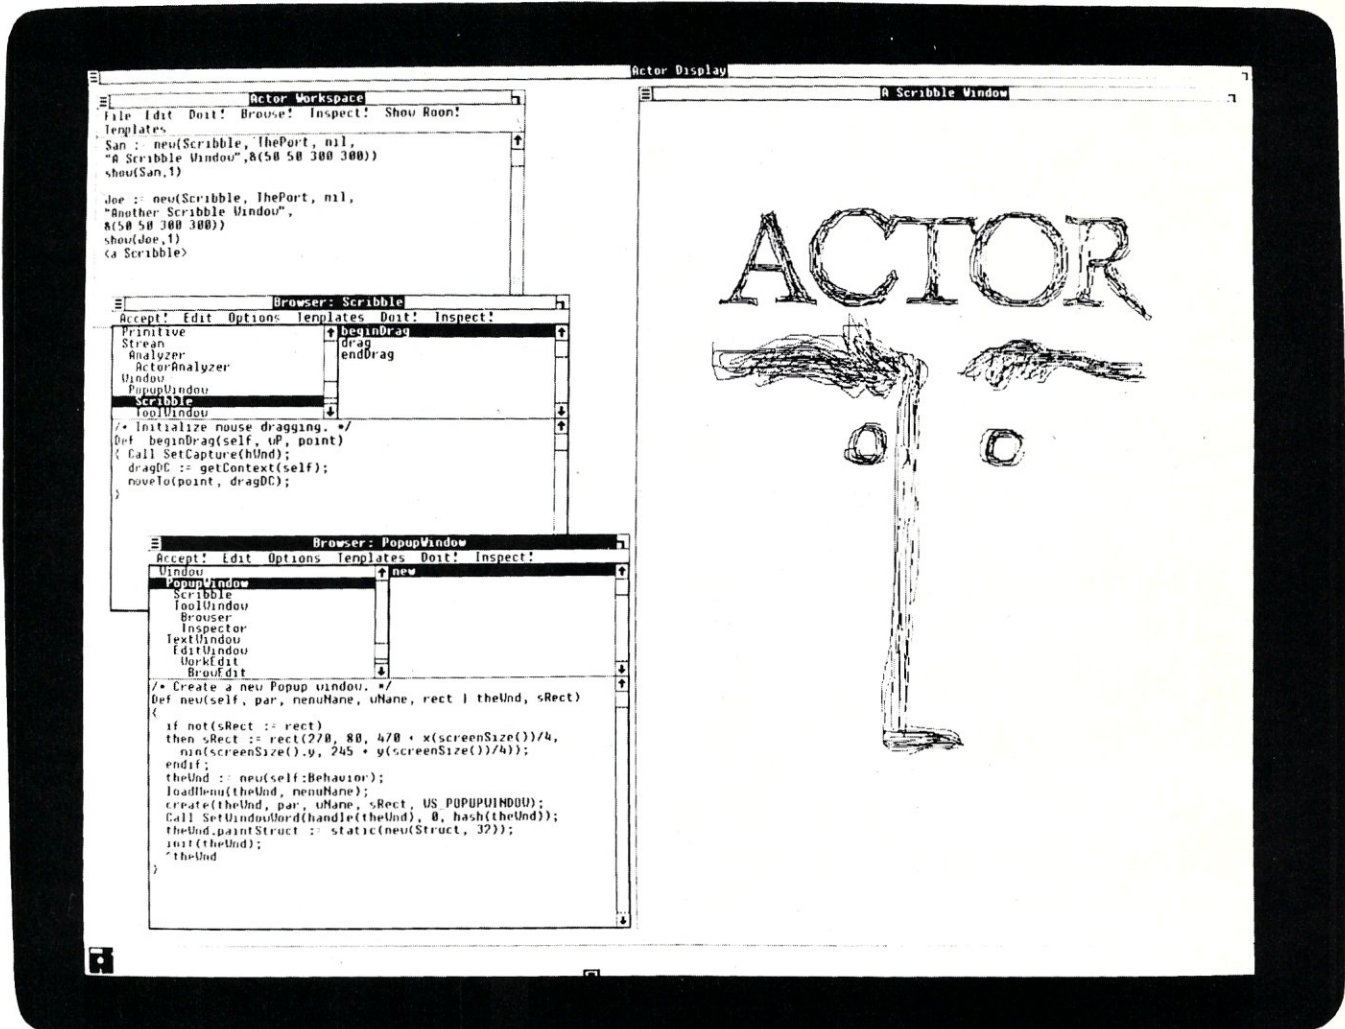 Actor Display
Actor Workspace
File Edit Doit! Browse! Inspect! Show Room!
Templates
Sam := new(Scribble, ThePort, nil,
"A Scribble Window",&(50 50 300 300))
show(Sam,1)
Joe := new(Scribble, ThePort, nil,
"Another Scribble Window",
&(50 50 300 300))
show(Joe,1)
<a Scribble>
Browser: Scribble
Accept! Edit Options Templates Doit! Inspect!
Primitive
Stream
Analyzer
ActorAnalyzer
Window
PopupWindow
Scribble
ToolWindow
beginDrag
drag
endDrag
/* Initialize mouse dragging. */
Def beginDrag(self, wP, point)
{ Call SetCapture(hWnd);
dragDC := getContext(self);
moveTo(point, dragDC);
}
Browser: PopupWindow
Accept! Edit Options Templates Doit! Inspect!
Window
PopupWindow
Scribble
ToolWindow
Browser
Inspector
TextWindow
EditWindow
WorkEdit
BrowEdit
new
/* Create a new Popup window. */
Def new(self, par, menuName, wName, rect | theWnd, sRect)
{
if not(sRect := rect)
then sRect := rect(270, 80, 470 + x(screenSize())/4,
min(screenSize().y, 245 + y(screenSize())/4));
endif;
theWnd := new(self:Behavior);
loadMenu(theWnd, menuName);
create(theWnd, par, wName, sRect, WS_POPUPWINDOW);
Call SetWindowWord(handle(theWnd), 0, hash(theWnd));
theWnd.paintStruct := static(new(Struct, 32));
init(theWnd);
^theWnd
}
A Scribble Window
ACTOR